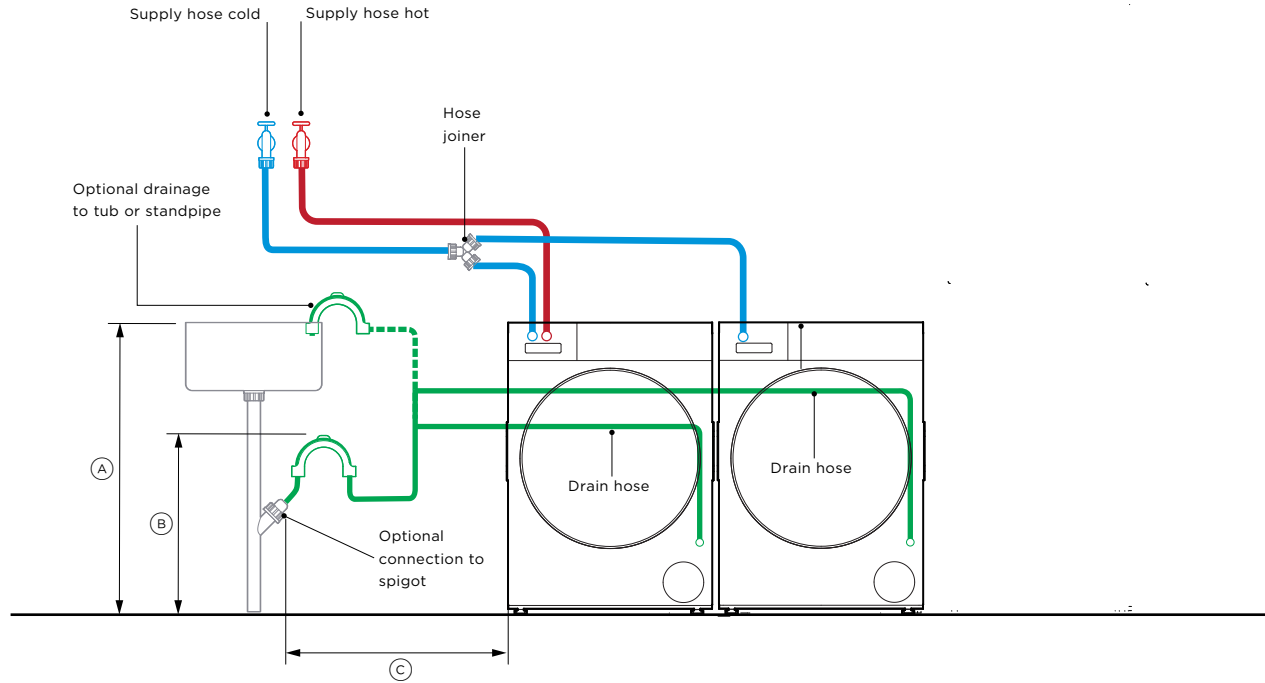 Supply hose cold
Supply hose hot
Hose
joiner
Optional drainage
to tub or standpipe
A
B
Drain hose
Drain hose
Optional
connection to
spigot
C